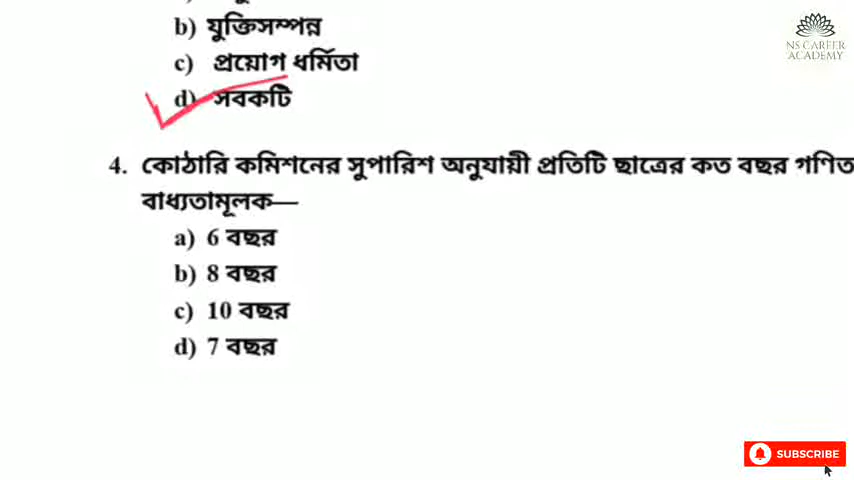 b) যুক্তিসম্পন্ন
c) প্রয়োগ ধর্মিতা
d) সবকটি
4. কোঠারি কমিশনের সুপারিশ অনুযায়ী প্রতিটি ছাত্রের কত বছর গণিত
বাধ্যতামূলক—
a) 6 বছর
b) 8 বছর
c) 10 বছর
d) 7 বছর
NS CAREER
ACADEMY
SUBSCRIBE